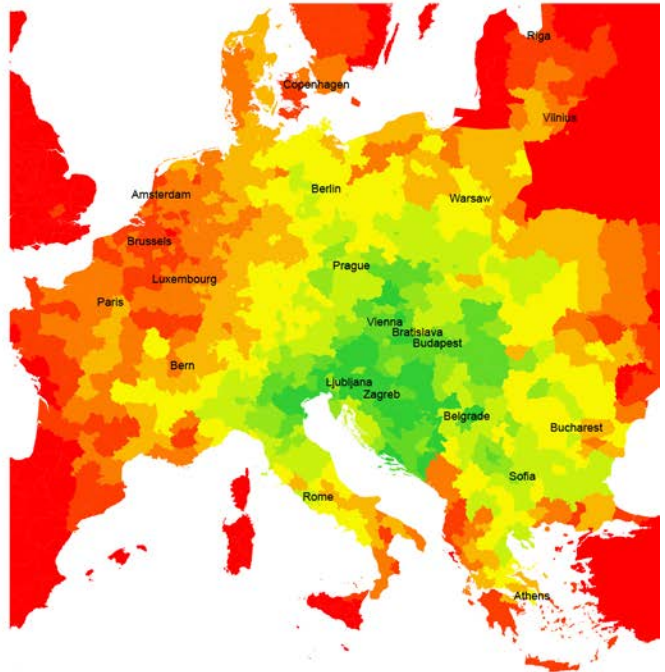 Riga
Copenhagen
Vilnius
Berlin
Amsterdam
Warsaw
Brussels
Prague
Luxembourg
Paris
Vienna
Bratislava
Budapest
Bern
Ljubljana
Zagreb
Belgrade
Bucharest
Sofia
Rome
Athens